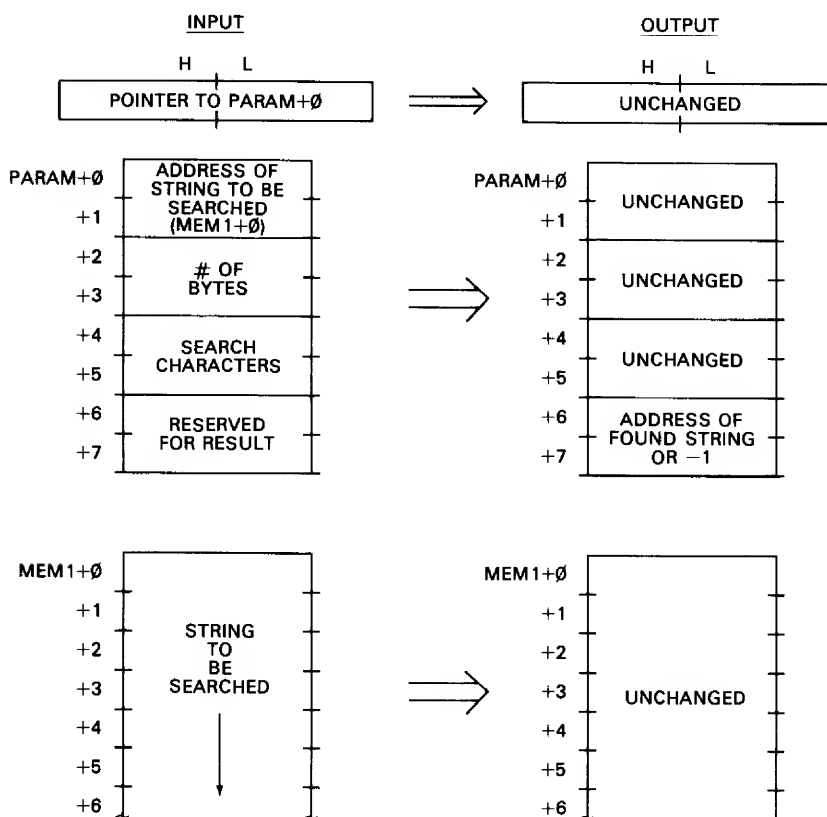 INPUT
H L
POINTER TO PARAM+Ø
PARAM+Ø
+1
+2
+3
+4
+5
+6
+7
ADDRESS OF
STRING TO BE
SEARCHED
(MEM1+Ø)
# OF
BYTES
SEARCH
CHARACTERS
RESERVED
FOR RESULT
MEM1+Ø
+1
+2
+3
+4
+5
+6
STRING
TO
BE
SEARCHED
OUTPUT
H L
UNCHANGED
PARAM+Ø
+1
+2
+3
+4
+5
+6
+7
UNCHANGED
UNCHANGED
UNCHANGED
ADDRESS OF
FOUND STRING
OR −1
MEM1+Ø
+1
+2
+3
+4
+5
+6
UNCHANGED